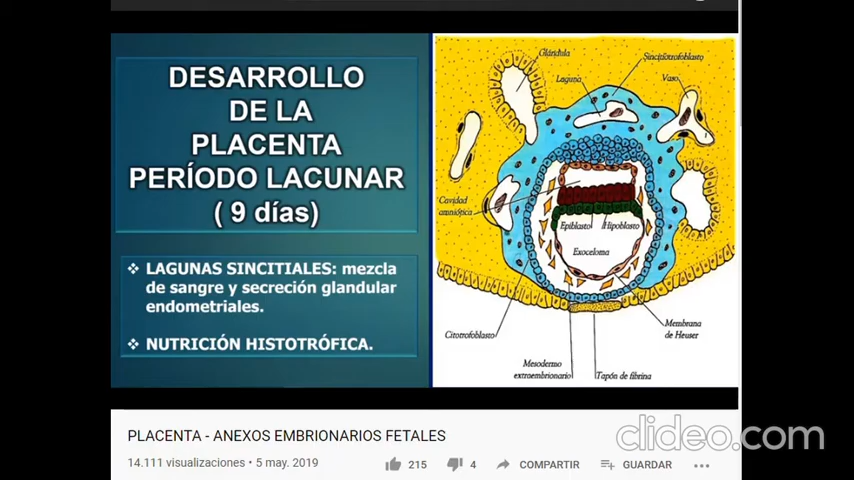 DESARROLLO
DE LA
PLACENTA
PERÍODO LACUNAR
( 9 días)
❖ LAGUNAS SINCITIALES: mezcla
de sangre y secreción glandular
endometriales.
❖ NUTRICIÓN HISTOTRÓFICA.
Glándula
Laguna
Sincitiotrofoblasto
Vaso
Cavidad
amniótica
Epiblasto
Hipoblasto
Exoceloma
Citotrofoblasto
Membrana
de Heuser
Mesodermo
extraembrionario
Tapón de fibrina
PLACENTA - ANEXOS EMBRIONARIOS FETALES
14.111 visualizaciones • 5 may. 2019
215
4
COMPARTIR
GUARDAR
clideo.com